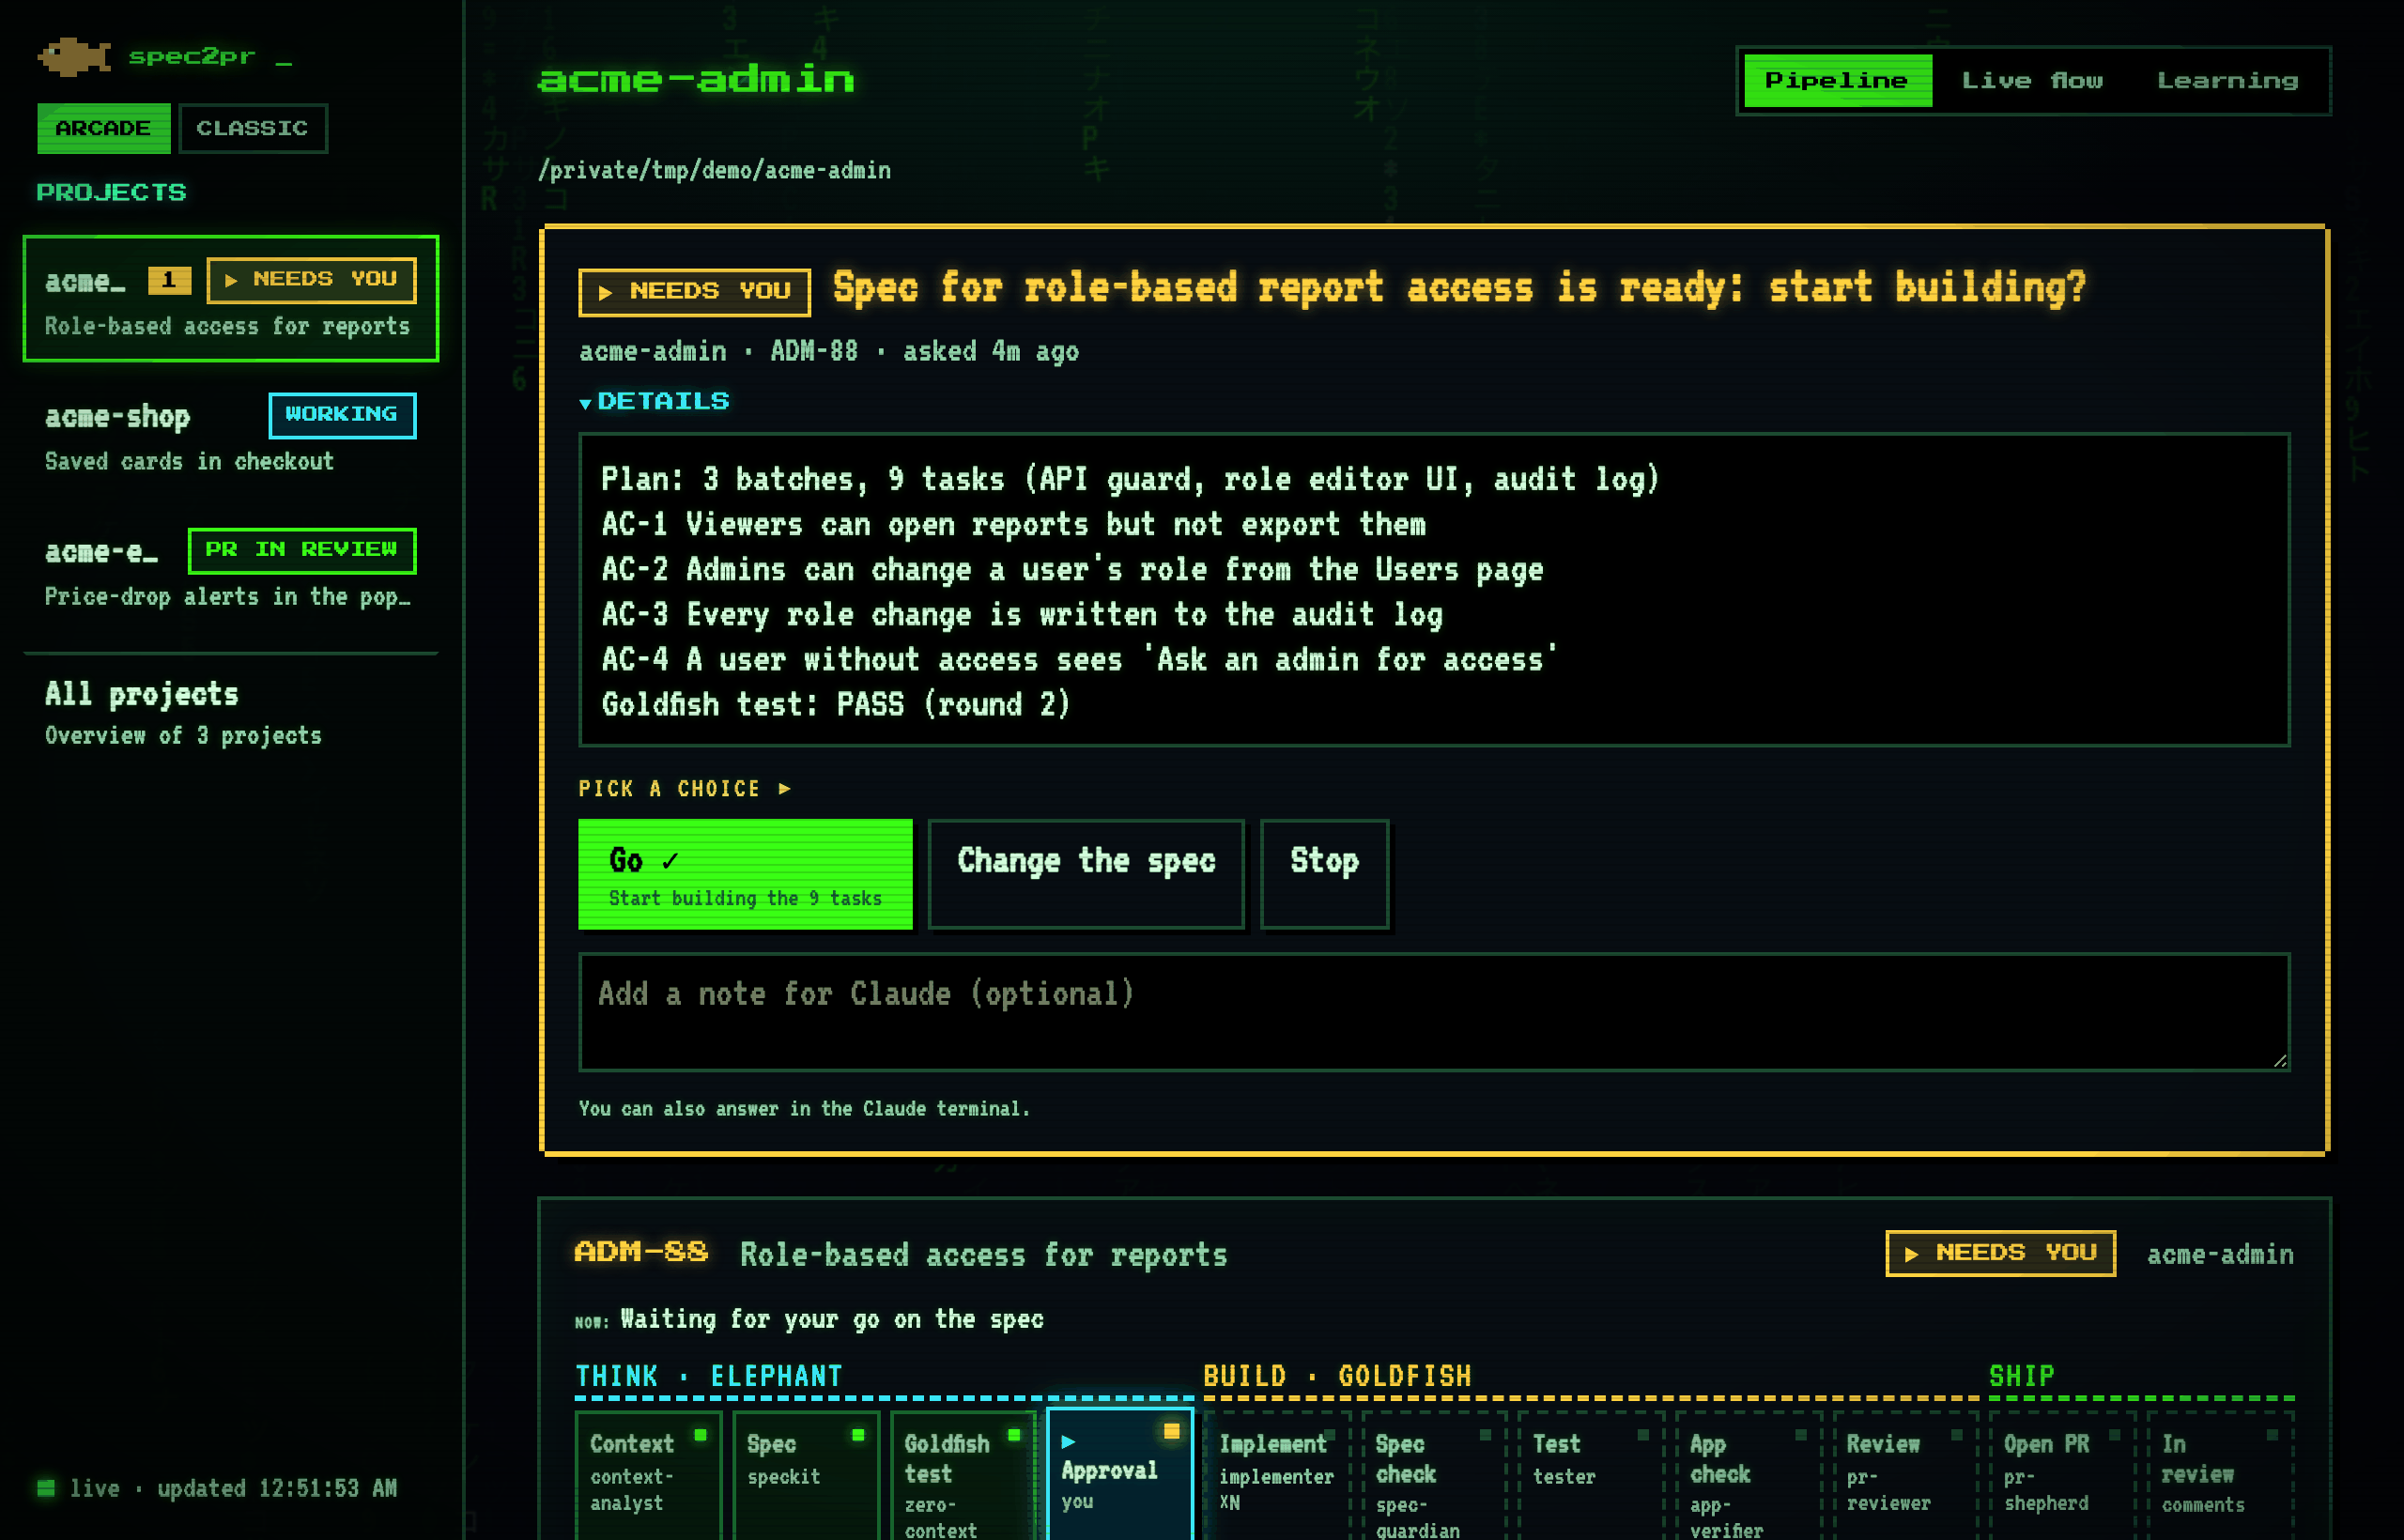 spec2pr _
ARCADE CLASSIC
PROJECTS
acme_ 1 ▶ NEEDS YOU
Role-based access for reports
acme-shop WORKING
Saved cards in checkout
acme-e_ PR IN REVIEW
Price-drop alerts in the pop…
All projects
Overview of 3 projects
live · updated 12:51:53 AM
acme-admin
Pipeline Live flow Learning
/private/tmp/demo/acme-admin
▶ NEEDS YOU Spec for role-based report access is ready: start building?
acme-admin · ADM-88 · asked 4m ago
▼DETAILS
Plan: 3 batches, 9 tasks (API guard, role editor UI, audit log)
AC-1 Viewers can open reports but not export them
AC-2 Admins can change a user's role from the Users page
AC-3 Every role change is written to the audit log
AC-4 A user without access sees 'Ask an admin for access'
Goldfish test: PASS (round 2)
PICK A CHOICE ▶
Go ✓
Start building the 9 tasks
Change the spec
Stop
Add a note for Claude (optional)
You can also answer in the Claude terminal.
ADM-88 Role-based access for reports ▶ NEEDS YOU acme-admin
NOW: Waiting for your go on the spec
THINK · ELEPHANT BUILD · GOLDFISH SHIP
Context
context-
analyst
Spec
speckit
Goldfish
test
zero-
context
▶
Approval
you
Implement
implementer
×N
Spec
check
spec-
guardian
Test
tester
App
check
app-
verifier
Review
pr-
reviewer
Open PR
pr-
shepherd
In
review
comments